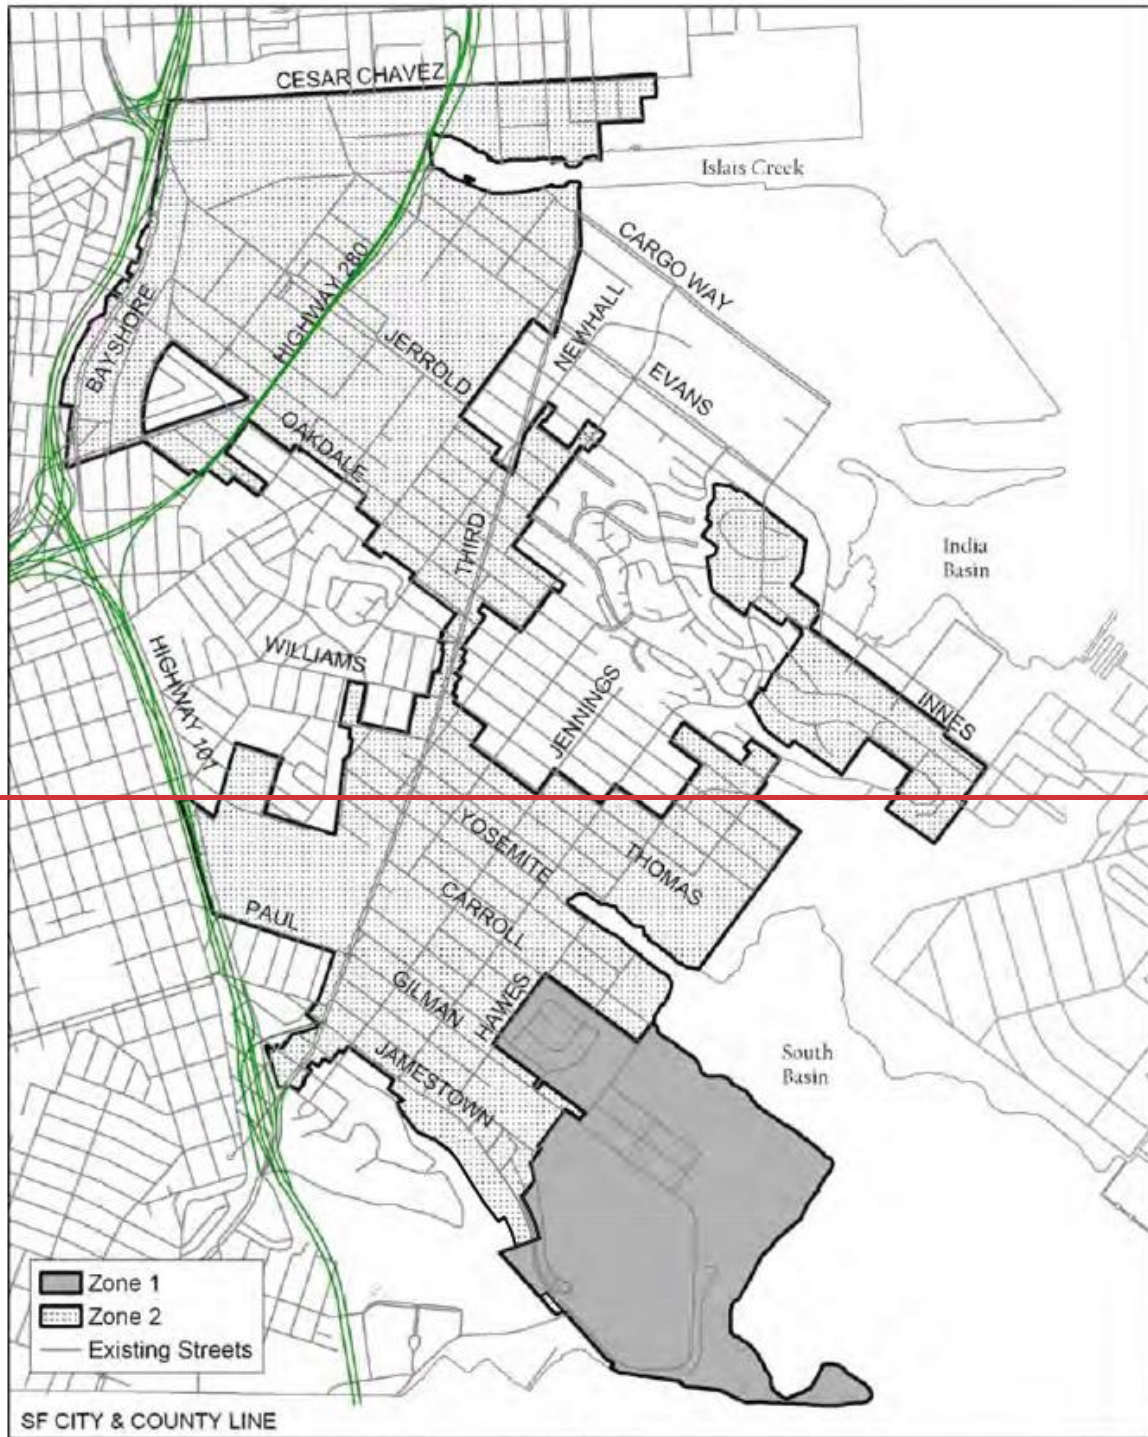 CESAR CHAVEZ
Islais Creek
CARGO WAY
HIGHWAY 280
BAYSHORE
NEWHALL
JERROLD
EVANS
OAKDALE
THIRD
India
Basin
WILLIAMS
HIGHWAY 101
JENNINGS
INNES
YOSEMITE
THOMAS
CARROLL
PAUL
GILMAN
HAWES
JAMESTOWN
South
Basin
Zone 1
Zone 2
Existing Streets
SF CITY & COUNTY LINE